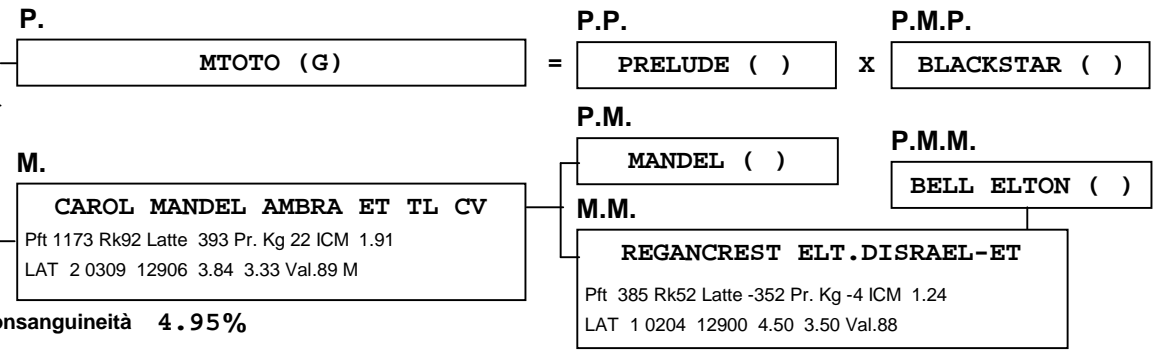 P. P.P. P.M.P.
MTOTO (G) = PRELUDE ( ) X BLACKSTAR ( )
P.M. P.M.M.
MANDEL ( )
BELL ELTON ( )
M. M.M.
CAROL MANDEL AMBRA ET TL CV
Pft 1173 Rk92 Latte 393 Pr. Kg 22 ICM 1.91
LAT 2 0309 12906 3.84 3.33 Val.89 M
REGANCREST ELT.DISRAEL-ET
Pft 385 Rk52 Latte -352 Pr. Kg -4 ICM 1.24
LAT 1 0204 12900 4.50 3.50 Val.88
onsanguineità 4.95%